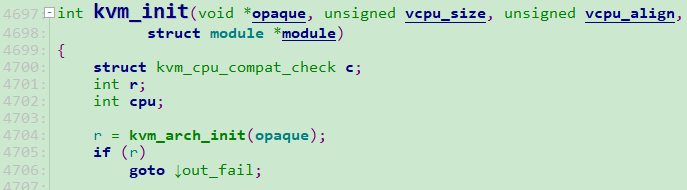 4697: int kvm_init(void *opaque, unsigned vcpu_size, unsigned vcpu_align,
4698: struct module *module)
4699: {
4700: struct kvm_cpu_compat_check c;
4701: int r;
4702: int cpu;
4703:
4704: r = kvm_arch_init(opaque);
4705: if (r)
4706: goto ↓out_fail;
4707: